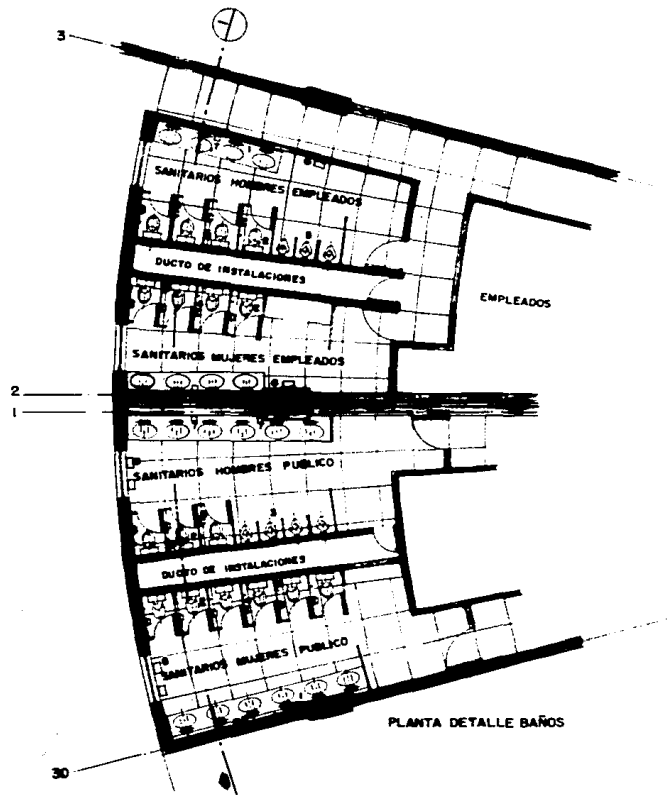 3
SANITARIOS HOMBRES EMPLEADOS
DUCTO DE INSTALACIONES
EMPLEADOS
SANITARIOS MUJERES EMPLEADOS
2
1
SANITARIOS HOMBRES PUBLICO
DUCTO DE INSTALACIONES
SANITARIOS MUJERES PUBLICO
PLANTA DETALLE BAÑOS
30